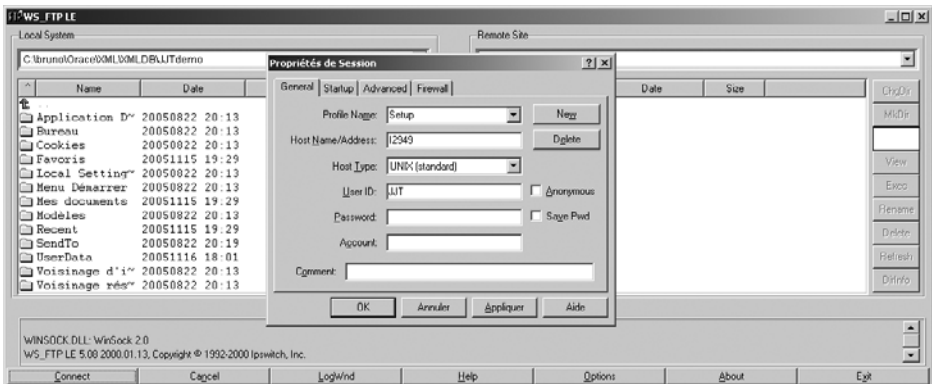 WS_FTP LE
Local System
Remote Site
C:\bruno\Orace\XML\XMLDB\JJTdemo
Propriétés de Session
^ Name Date
Date Size
General Startup Advanced Firewall
Profile Name: Setup New
Host Name/Address: l2949 Delete
Host Type: UNIX (standard)
User ID: JJT Anonymous
Password: Save Pwd
Account:
Comment:
OK Annuler Appliquer Aide
..
Application D~ 20050822 20:13
Bureau 20050822 20:13
Cookies 20050822 20:13
Favoris 20051115 19:29
Local Setting~ 20050822 20:13
Menu Démarrer 20050822 20:13
Mes documents 20051115 19:29
Modèles 20050822 20:13
Recent 20051115 19:29
SendTo 20050822 20:19
UserData 20051116 18:01
Voisinage d'i~ 20050822 20:13
Voisinage rés~ 20050822 20:13
ChgDir
MkDir
View
Exec
Rename
Delete
Refresh
DirInfo
WINSOCK.DLL: WinSock 2.0
WS_FTP LE 5.08 2000.01.13, Copyright © 1992-2000 Ipswitch, Inc.
Connect Cancel LogWnd Help Options About Exit